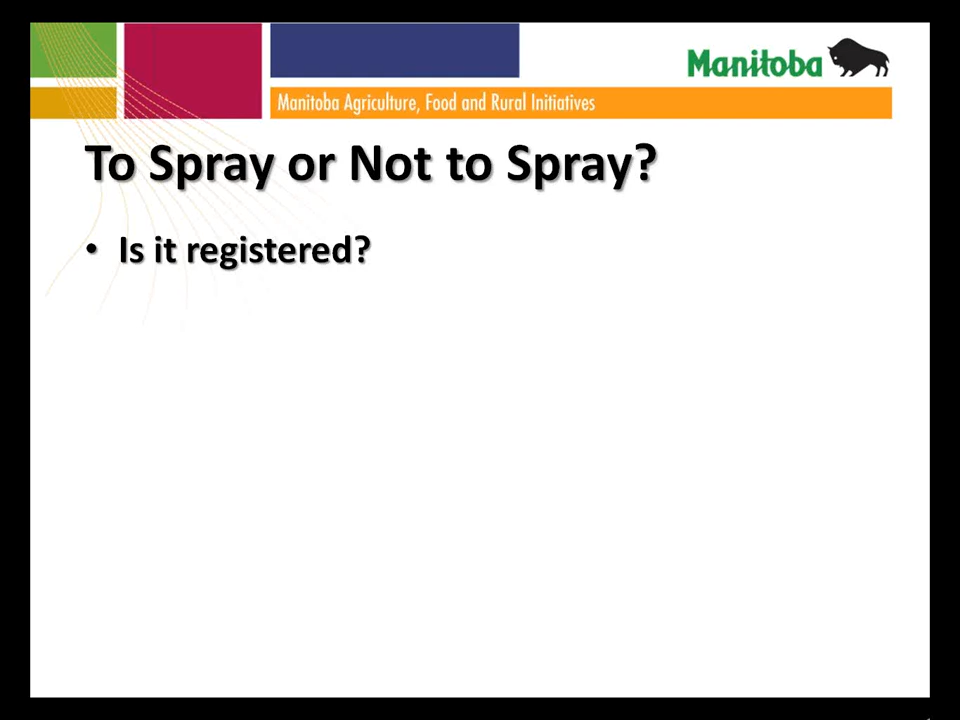 Manitoba
Manitoba Agriculture, Food and Rural Initiatives
To Spray or Not to Spray?
• Is it registered?